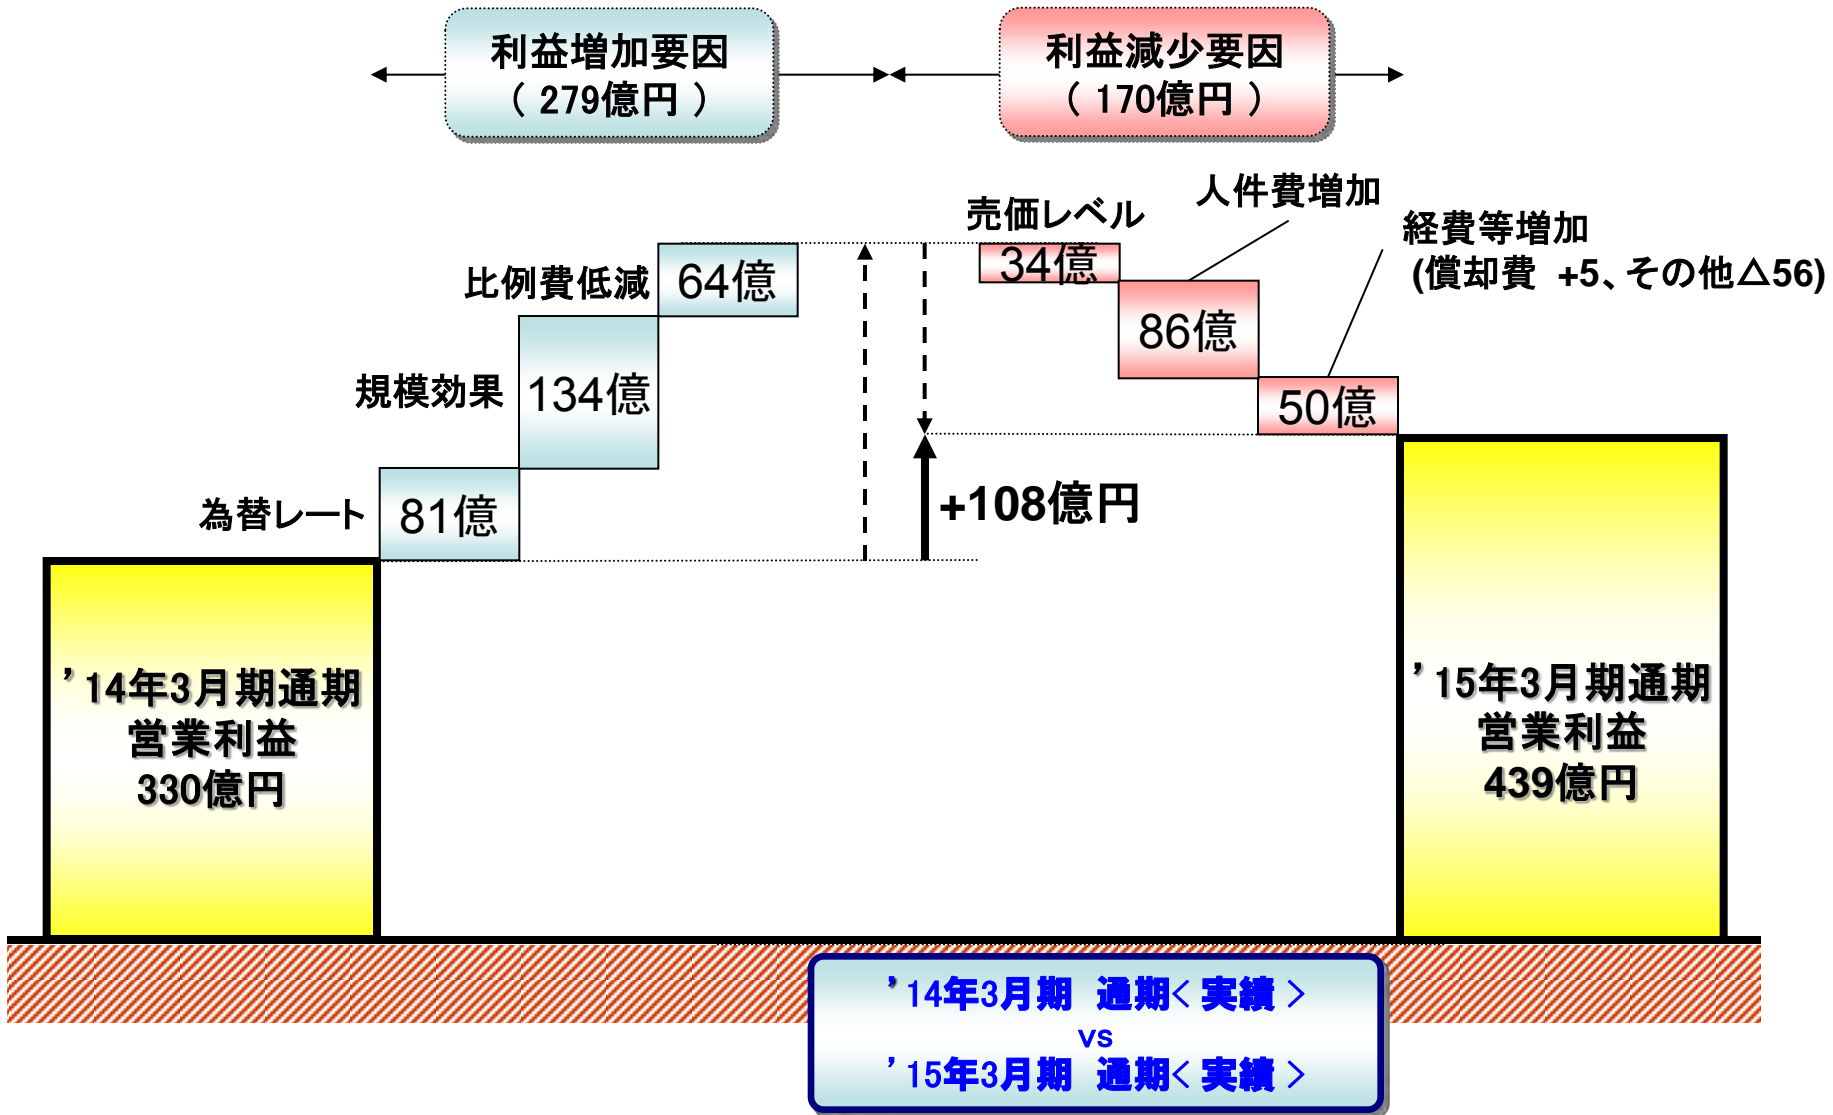 利益増加要因
（ 279億円 ）
利益減少要因
（ 170億円 ）
売価レベル
34億
人件費増加
86億
経費等増加
(償却費 +5、その他△56)
50億
比例費低減
64億
規模効果
134億
為替レート
81億
+108億円
’14年3月期通期
営業利益
330億円
’15年3月期通期
営業利益
439億円
’14年3月期 通期＜実績＞
vs
’15年3月期 通期＜実績＞